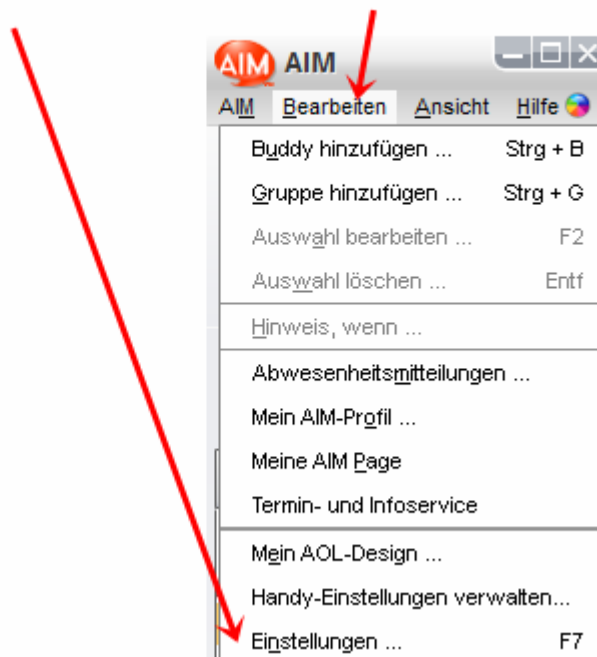 AIM AIM
AIM Bearbeiten Ansicht Hilfe
Buddy hinzufügen ... Strg + B
Gruppe hinzufügen ... Strg + G
Auswahl bearbeiten ... F2
Auswahl löschen ... Entf
Hinweis, wenn ...
Abwesenheitsmitteilungen ...
Mein AIM-Profil ...
Meine AIM Page
Termin- und Infoservice
Mein AOL-Design ...
Handy-Einstellungen verwalten...
Einstellungen ... F7